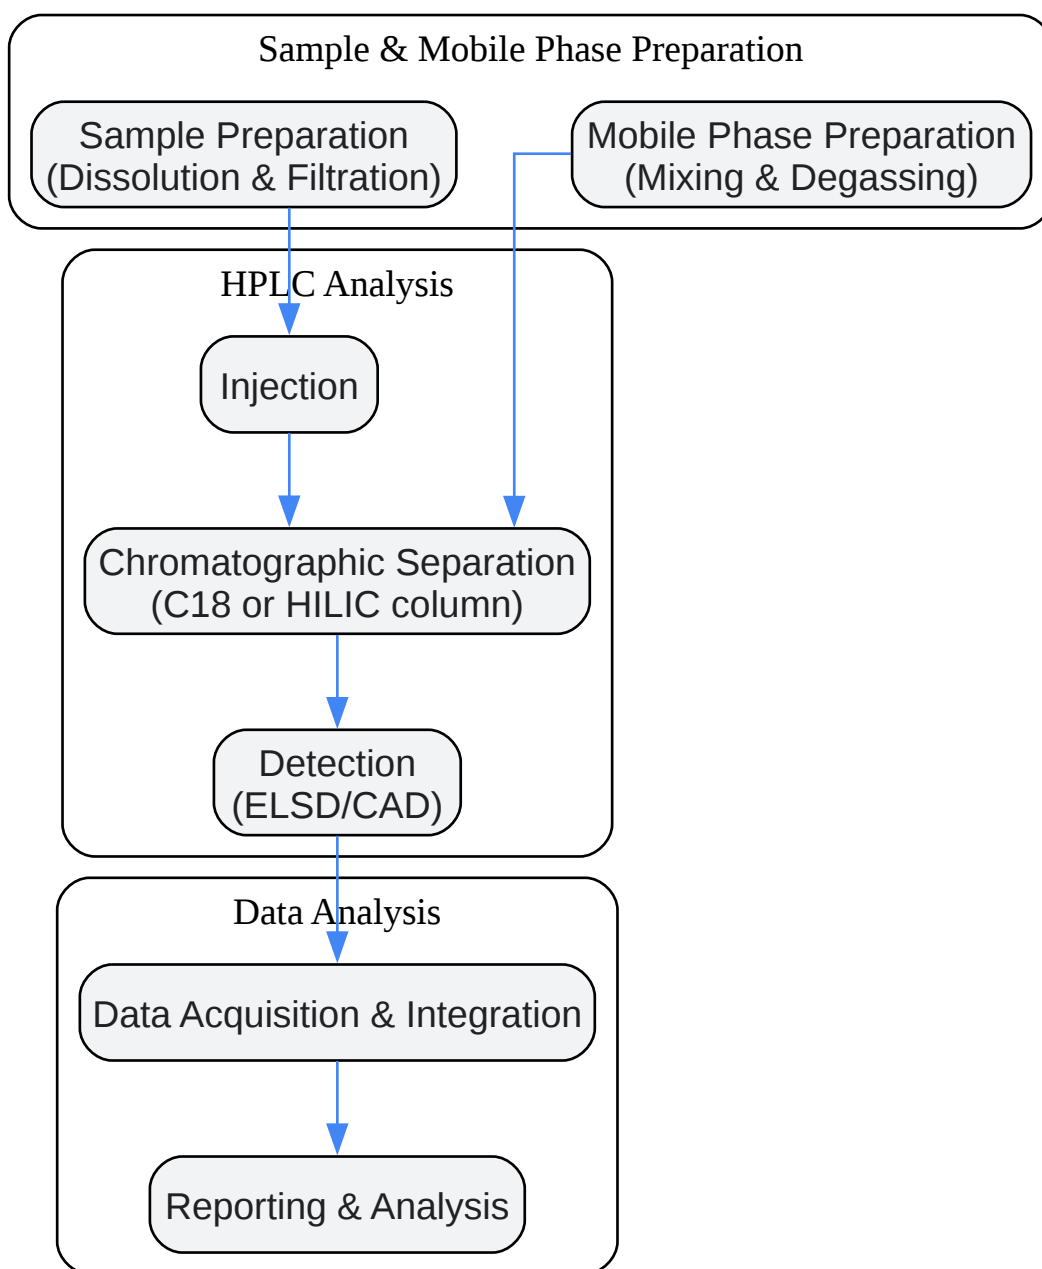 Sample & Mobile Phase Preparation
Sample Preparation
(Dissolution & Filtration)
Mobile Phase Preparation
(Mixing & Degassing)
HPLC Analysis
Injection
Chromatographic Separation
(C18 or HILIC column)
Detection
(ELSD/CAD)
Data Analysis
Data Acquisition & Integration
Reporting & Analysis